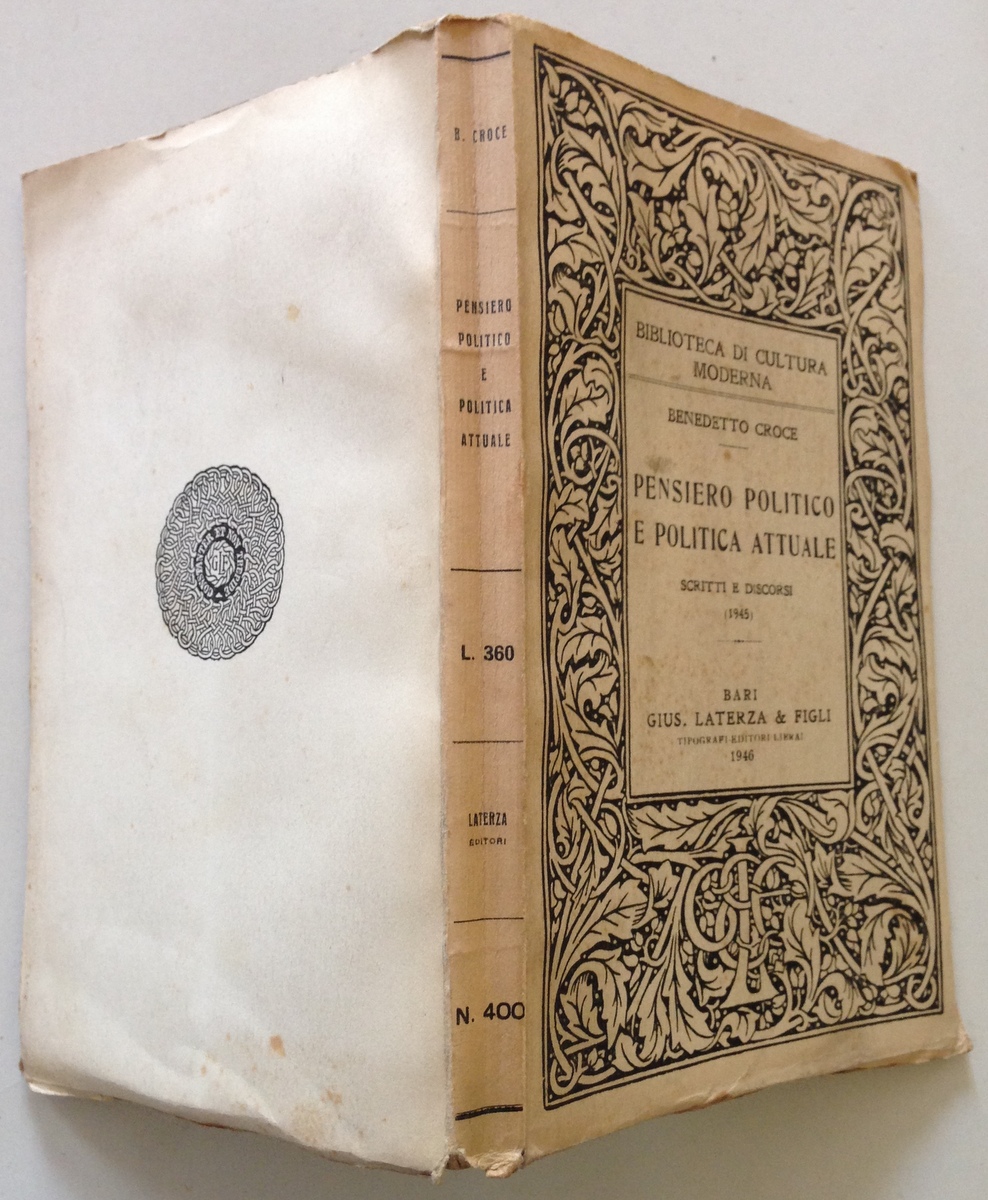 B. CROCE
PENSIERO
POLITICO
E
POLITICA
ATTUALE
L. 360
LATERZA
EDITORI
N. 400
BIBLIOTECA DI CULTURA
MODERNA
BENEDETTO CROCE
PENSIERO POLITICO
E POLITICA ATTUALE
SCRITTI E DISCORSI
(1945)
BARI
GIUS. LATERZA & FIGLI
TIPOGRAFI-EDITORI-LIBRAI
1946